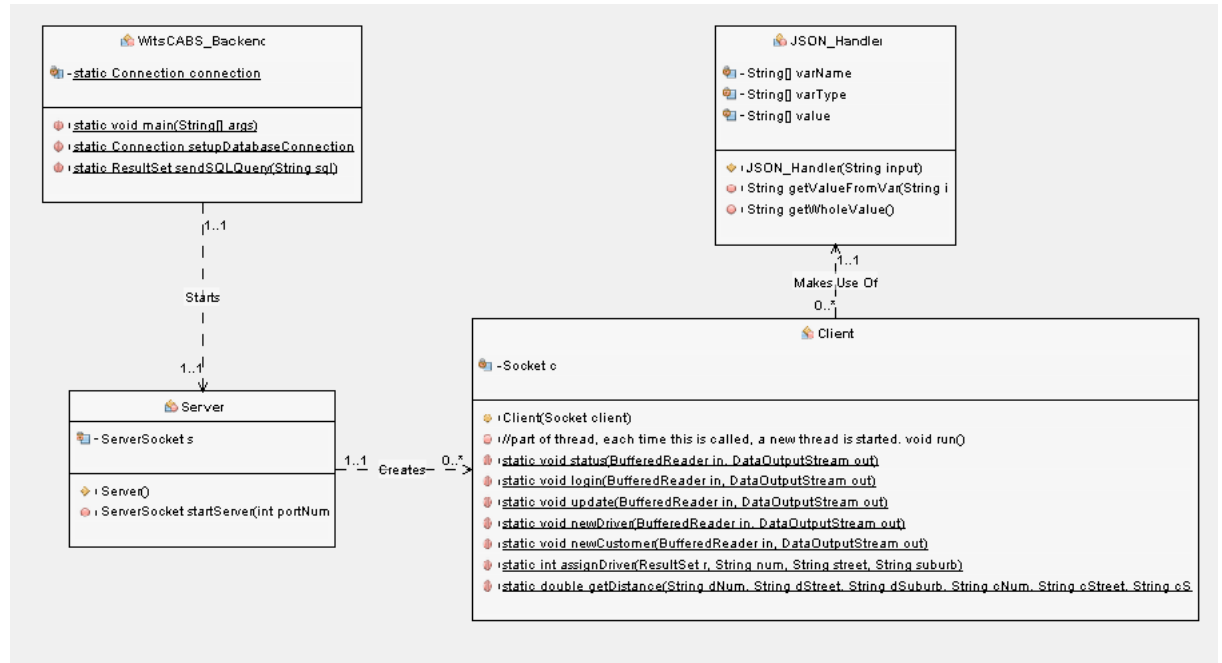 WitsCABS_Backend
- static Connection connection
static void main(String[] args)
static Connection setupDatabaseConnection
static ResultSet sendSQLQuery(String sql)
JSON_Handler
- String[] varName
- String[] varType
- String[] value
JSON_Handler(String input)
String getValueFromVar(String i
String getWholeValue()
1..1
Starts
1..1
1..1
Makes Use Of
0..*
Server
- ServerSocket s
Server()
ServerSocket startServer(int portNum
1..1 Creates 0..*
Client
- Socket c
Client(Socket client)
//part of thread, each time this is called, a new thread is started. void run()
static void status(BufferedReader in, DataOutputStream out)
static void login(BufferedReader in, DataOutputStream out)
static void update(BufferedReader in, DataOutputStream out)
static void newDriver(BufferedReader in, DataOutputStream out)
static void newCustomer(BufferedReader in, DataOutputStream out)
static int assignDriver(ResultSet r, String num, String street, String suburb)
static double getDistance(String dNum, String dStreet, String dSuburb, String cNum, String cStreet, String cS